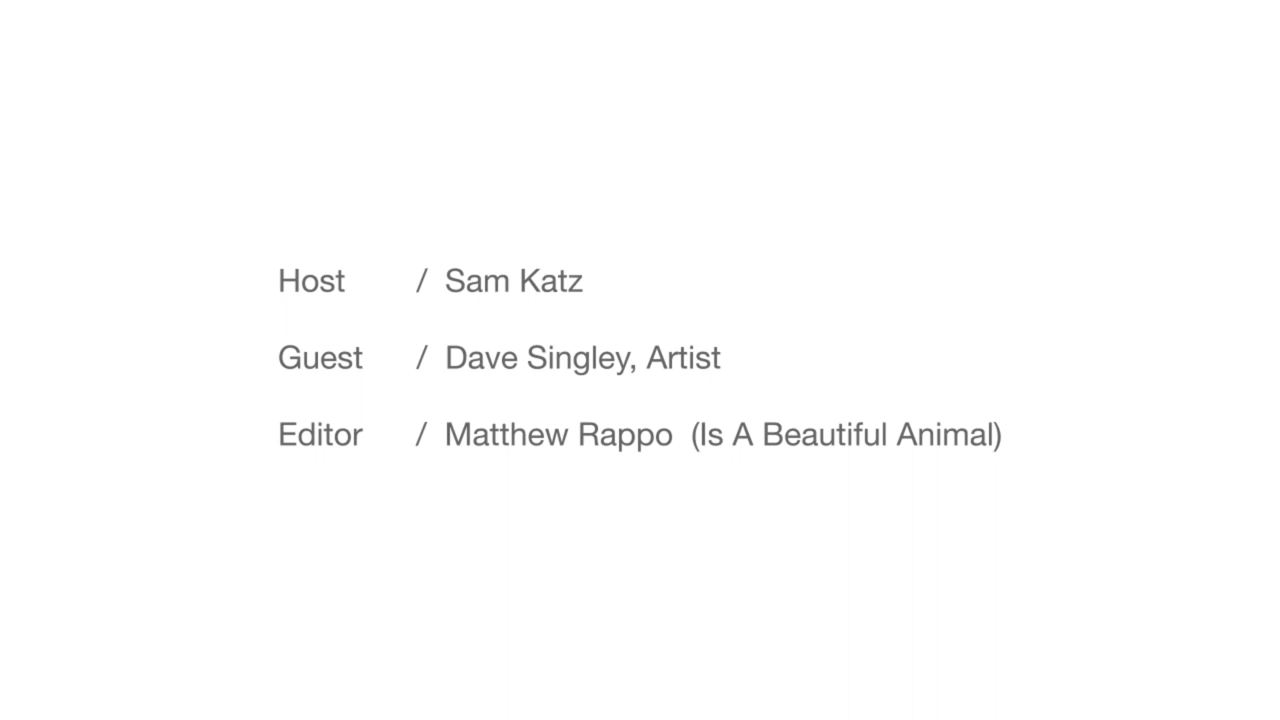 Host / Sam Katz
Guest / Dave Singley, Artist
Editor / Matthew Rappo (Is A Beautiful Animal)